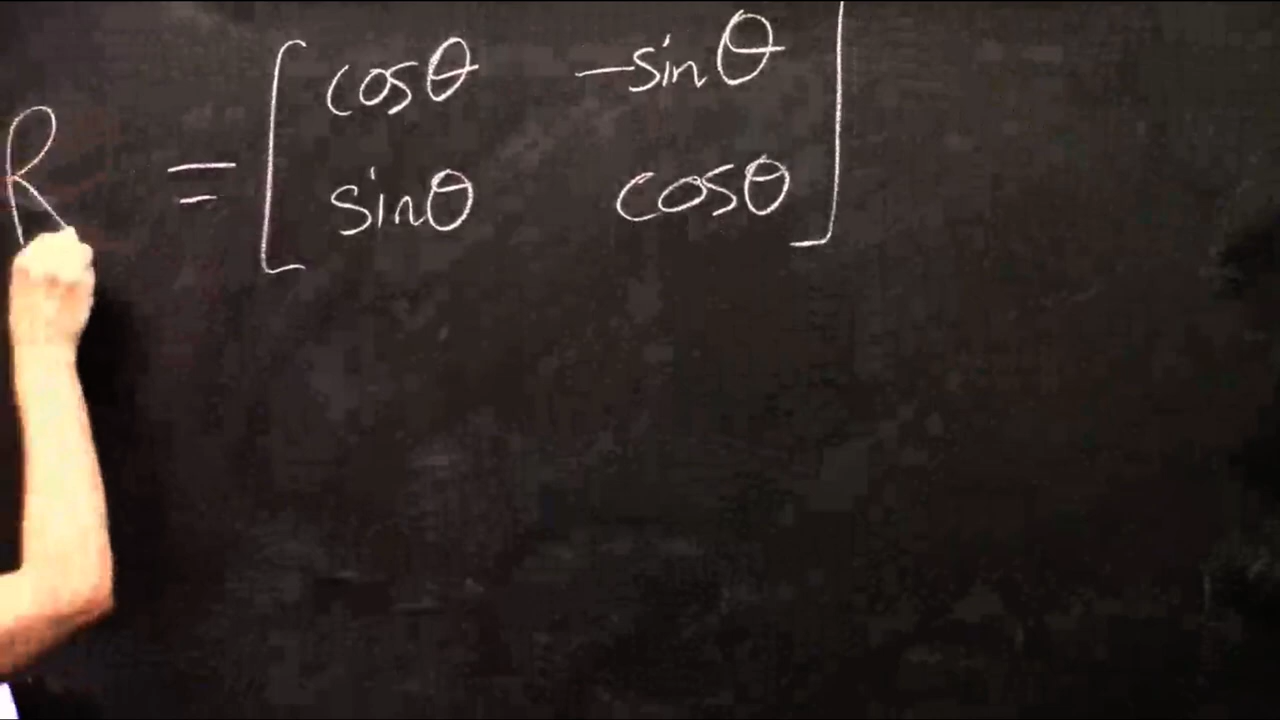 R = [ cosθ -sinθ
sinθ cosθ ]